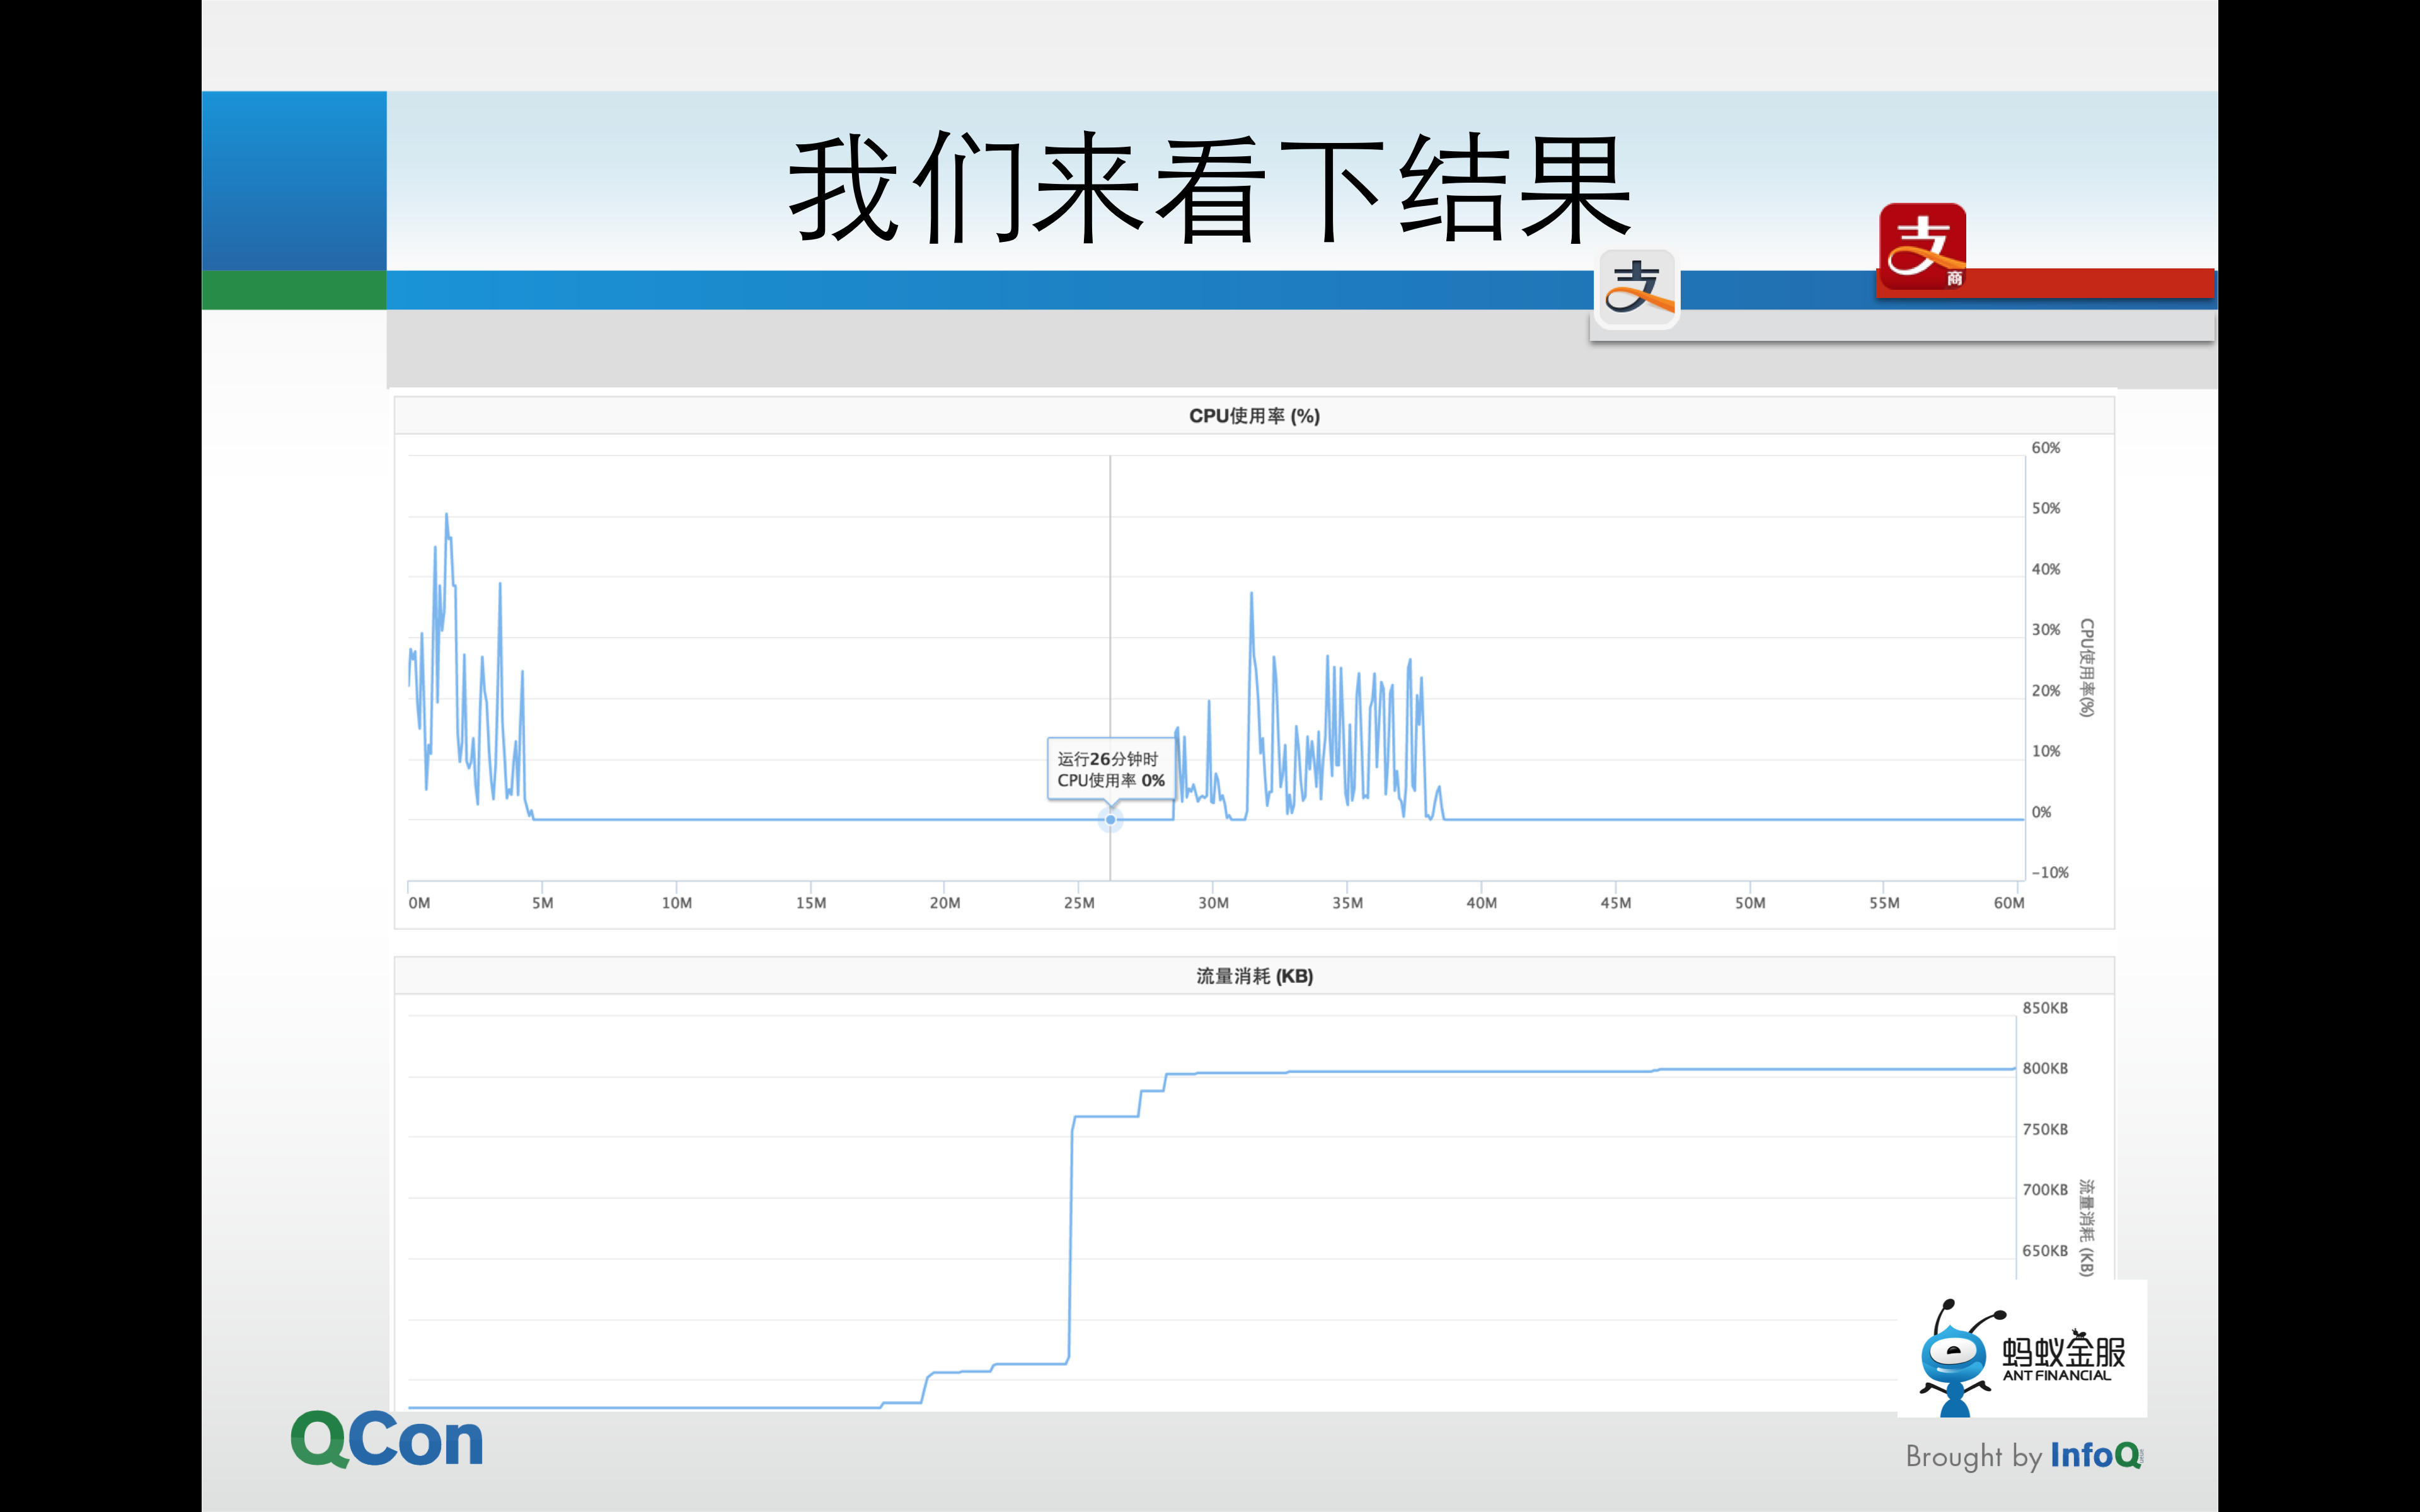 我们来看下结果
支
支
商
CPU使用率 (%)
60%
50%
40%
30%
20%
10%
0%
-10%
CPU使用率(%)
运行26分钟时
CPU使用率 0%
0M 5M 10M 15M 20M 25M 30M 35M 40M 45M 50M 55M 60M
流量消耗 (KB)
850KB
800KB
750KB
700KB
650KB
流量消耗 (KB)
蚂蚁金服
ANT FINANCIAL
QCon
Brought by InfoQ